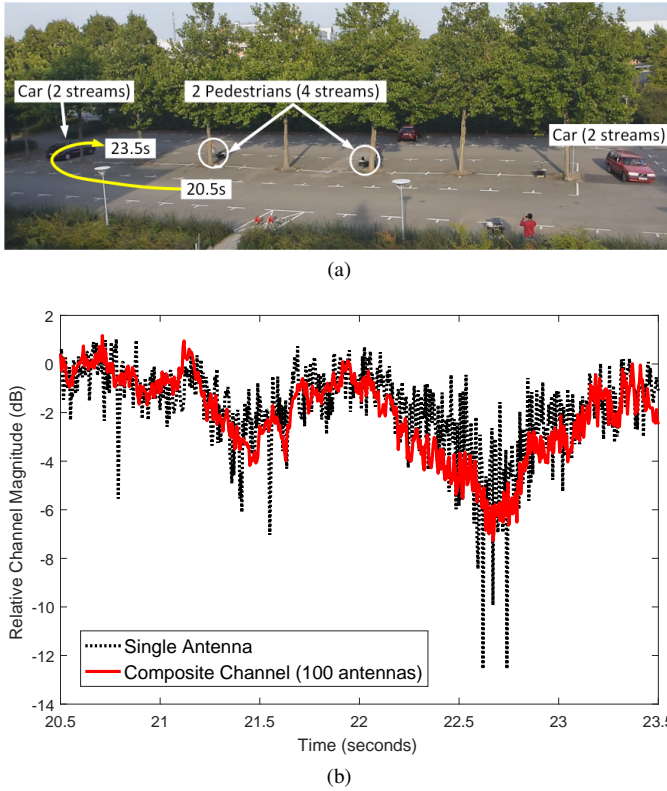 Car (2 streams)
2 Pedestrians (4 streams)
Car (2 streams)
23.5s
20.5s
(a)
2
0
-2
-4
-6
-8
-10
-12
-14
Relative Channel Magnitude (dB)
Single Antenna
Composite Channel (100 antennas)
20.5
21
21.5
22
22.5
23
23.5
Time (seconds)
(b)